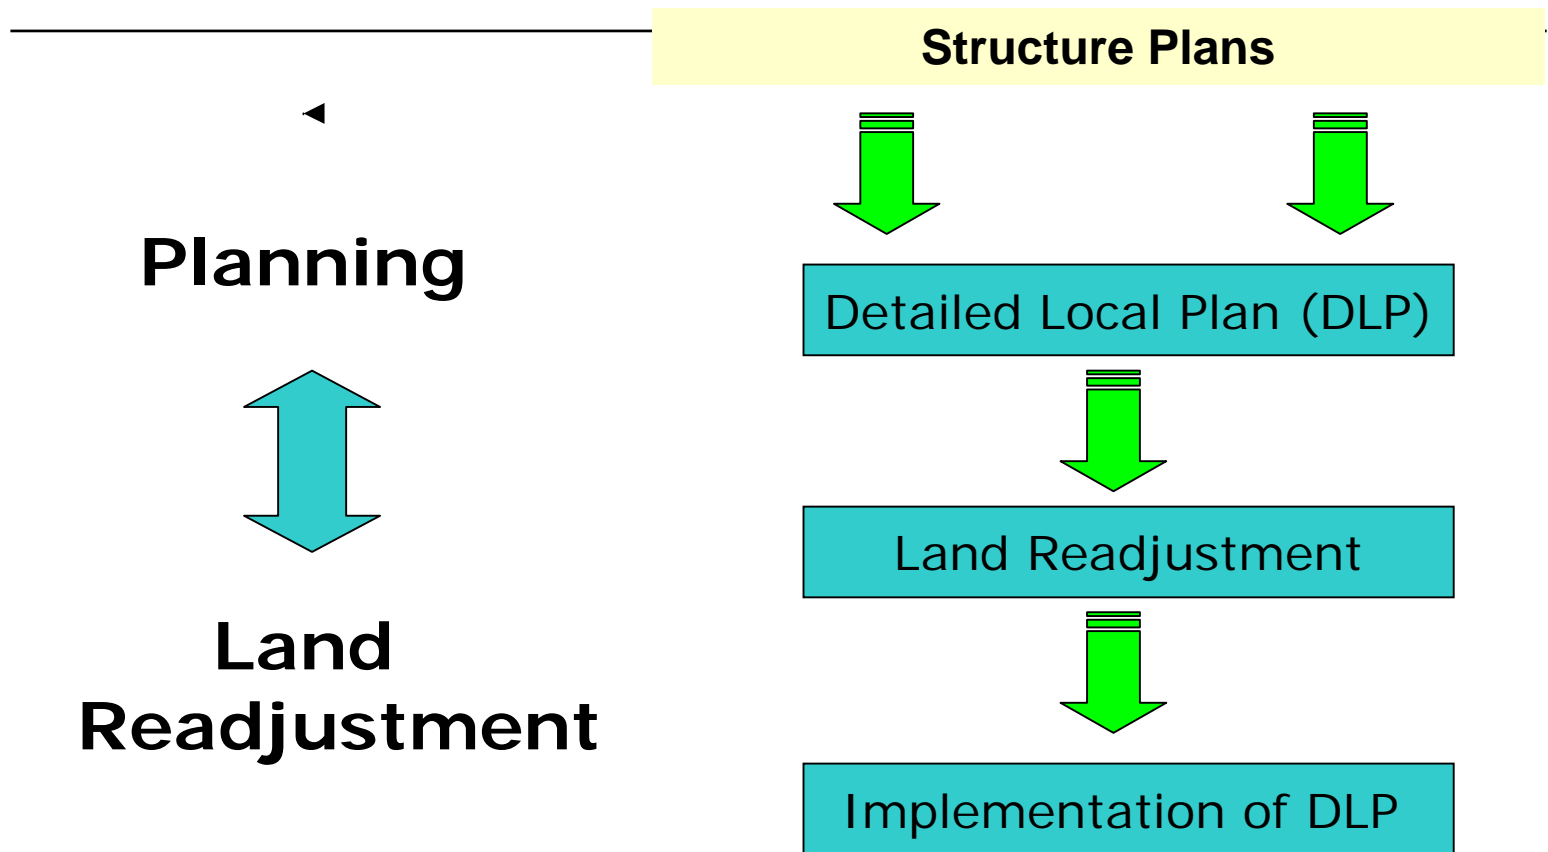 Structure Plans
Planning
Detailed Local Plan (DLP)
Land Readjustment
Land
Readjustment
Implementation of DLP